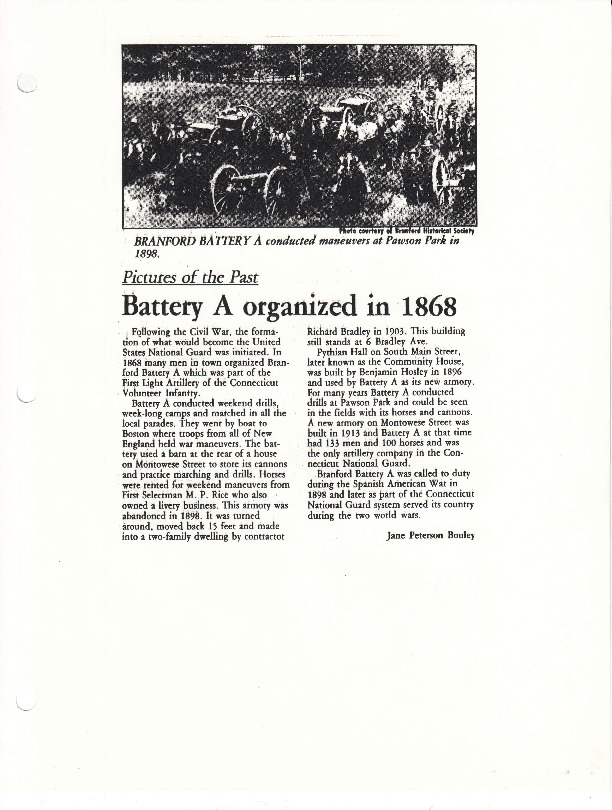 Photo courtesy of Branford Historical Society
BRANFORD BATTERY A conducted maneuvers at Pawson Park in
1898.
Pictures of the Past
Battery A organized in 1868
Following the Civil War, the forma-
tion of what would become the United
States National Guard was initiated. In
1868 many men in town organized Bran-
ford Battery A which was part of the
First Light Artillery of the Connecticut
Volunteer Infantry.
Battery A conducted weekend drills,
week-long camps and matched in all the
local parades. They went by boat to
Boston where troops from all of New
England held war maneuvers. The bat-
tery used a barn at the rear of a house
on Montowese Street to store its cannons
and practice marching and drills. Horses
were rented for weekend maneuvers from
First Selectman M. P. Rice who also
owned a livery business. This armory was
abandoned in 1898. It was turned
around, moved back 15 feet and made
into a two-family dwelling by contractor
Richard Bradley in 1903. This building
still stands at 6 Bradley Ave.
Pythian Hall on South Main Street,
later known as the Community House,
was built by Benjamin Hosley in 1896
and used by Battery A as its new armory.
For many years Battery A conducted
drills at Pawson Park and could be seen
in the fields with its horses and cannons.
A new armory on Montowese Street was
built in 1913 and Battery A at that time
had 133 men and 100 horses and was
the only artillery company in the Con-
necticut National Guard.
Branford Battery A was called to duty
during the Spanish American War in
1898 and later as part of the Connecticut
National Guard system served its country
during the two world wars.
Jane Peterson Bouley